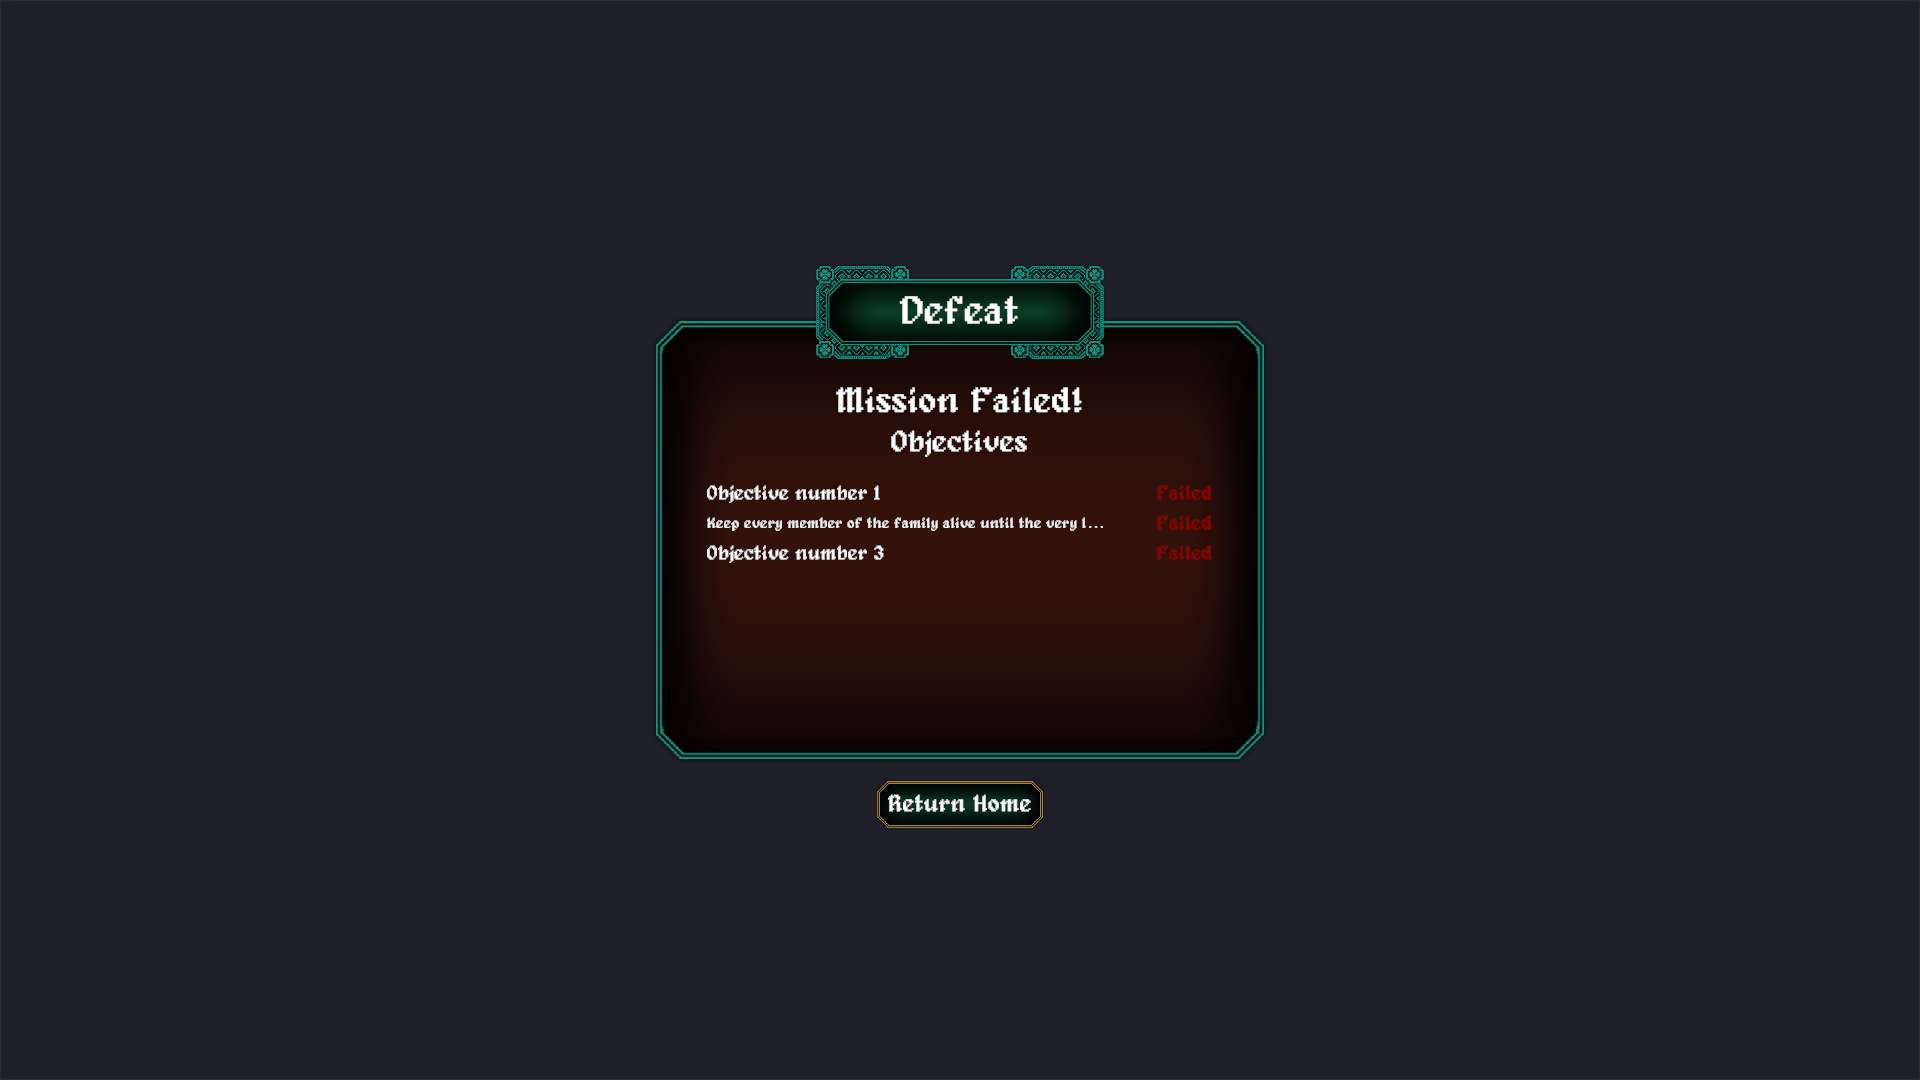 Defeat
Mission Failed!
Objectives
Objective number 1 Failed
Keep every member of the family alive until the very l... Failed
Objective number 3 Failed
Return Home